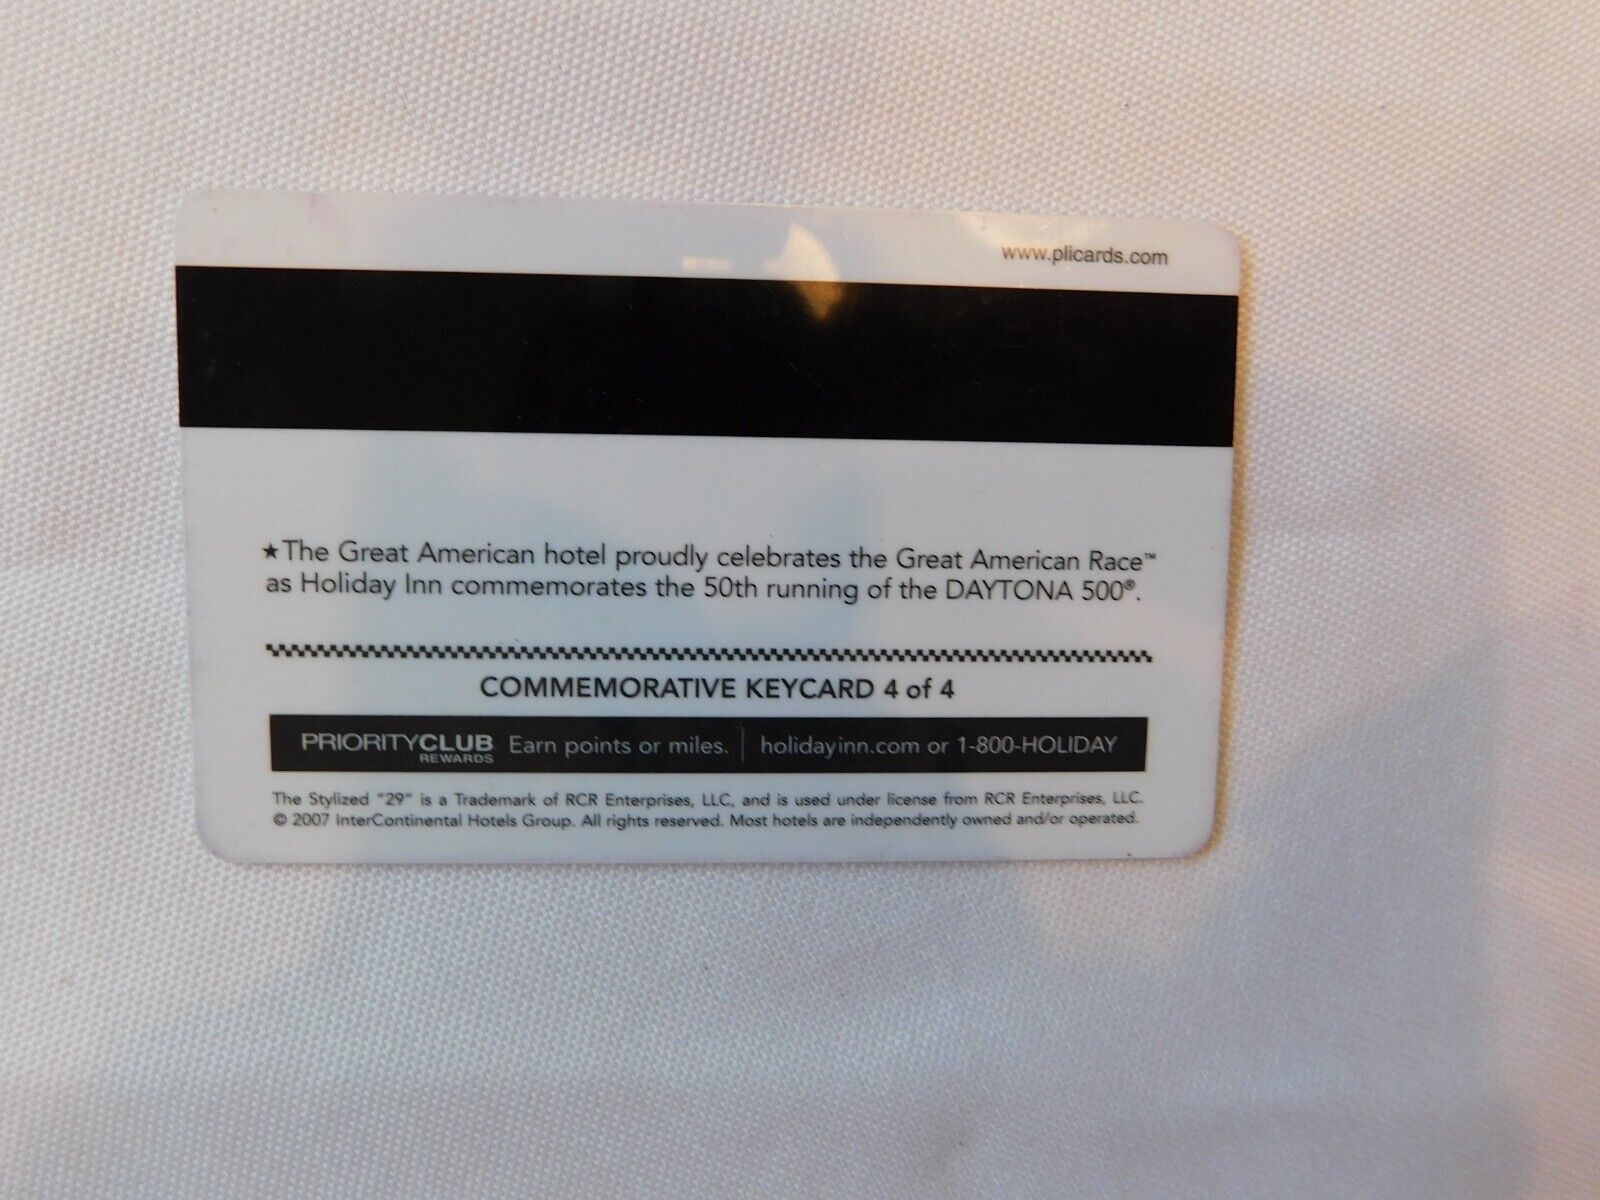 www.plicards.com
★The Great American hotel proudly celebrates the Great American Race™
as Holiday Inn commemorates the 50th running of the DAYTONA 500®.
COMMEMORATIVE KEYCARD 4 of 4
PRIORITYCLUB Earn points or miles. | holidayinn.com or 1-800-HOLIDAY
REWARDS
The Stylized "29" is a Trademark of RCR Enterprises, LLC, and is used under license from RCR Enterprises, LLC.
© 2007 InterContinental Hotels Group. All rights reserved. Most hotels are independently owned and/or operated.